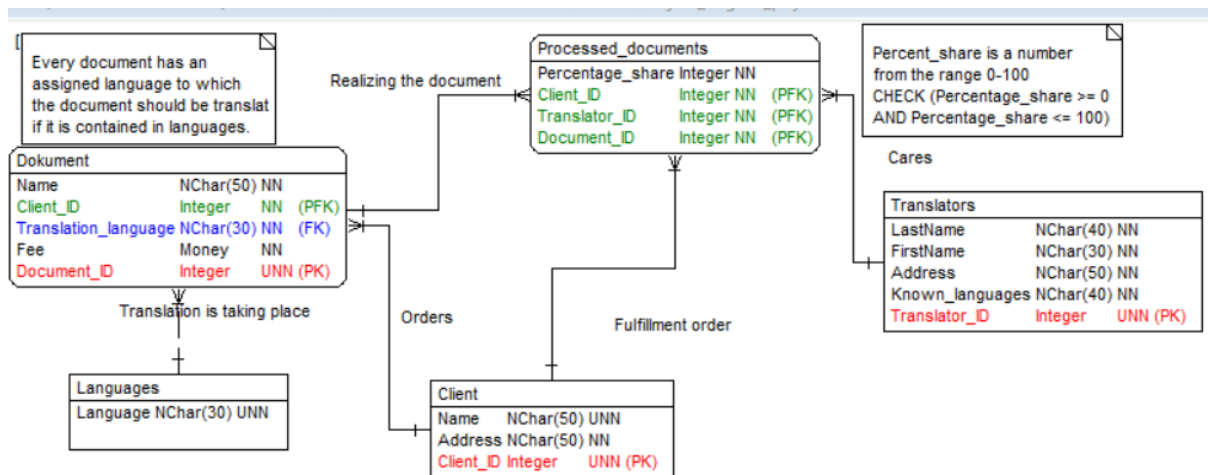 [
Every document has an
assigned language to which
the document should be translat
if it is contained in languages.
Realizing the document
Processed_documents
Percentage_share Integer NN
Client_ID Integer NN (PFK)
Translator_ID Integer NN (PFK)
Document_ID Integer NN (PFK)
Percent_share is a number
from the range 0-100
CHECK (Percentage_share >= 0
AND Percentage_share <= 100)
Cares
Dokument
Name NChar(50) NN
Client_ID Integer NN (PFK)
Translation_language NChar(30) NN (FK)
Fee Money NN
Document_ID Integer UNN (PK)
Translators
LastName NChar(40) NN
FirstName NChar(30) NN
Address NChar(50) NN
Known_languages NChar(40) NN
Translator_ID Integer UNN (PK)
Translation is taking place
Orders
Fulfillment order
Languages
Language NChar(30) UNN
Client
Name NChar(50) UNN
Address NChar(50) NN
Client_ID Integer UNN (PK)